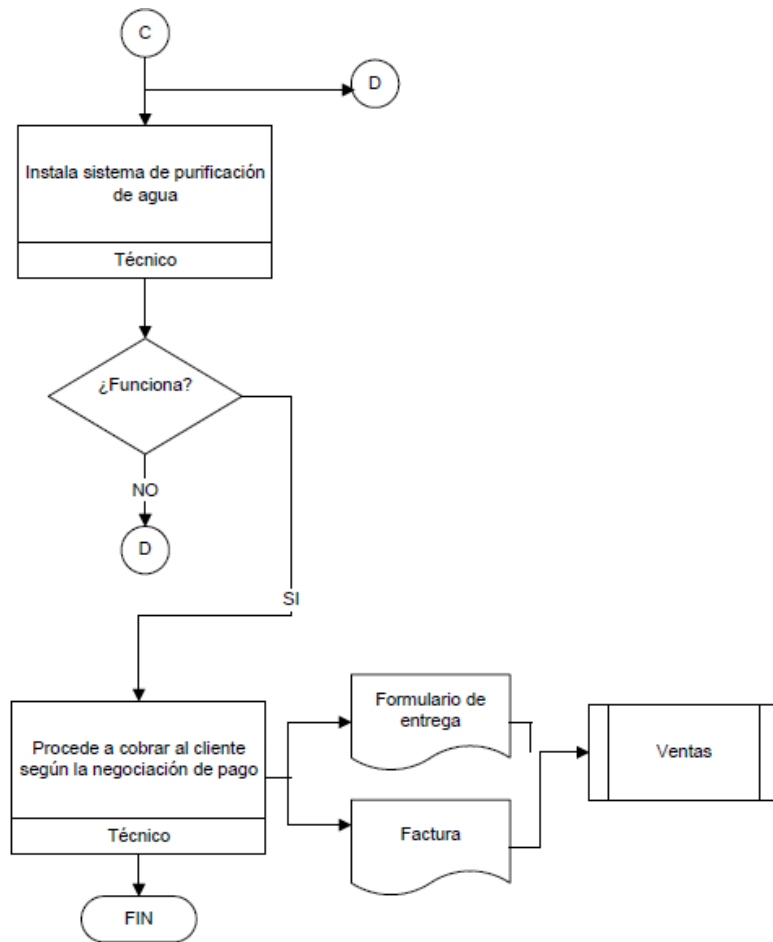 C
D
Instala sistema de purificación
de agua
Técnico
¿Funciona?
NO
D
SI
Procede a cobrar al cliente
según la negociación de pago
Técnico
Formulario de
entrega
Factura
Ventas
FIN